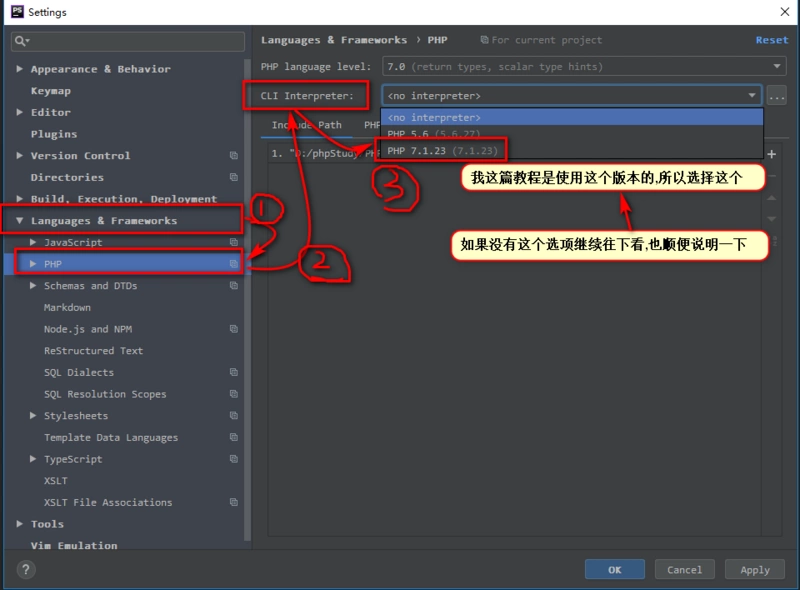 PS Settings
Languages & Frameworks › PHP For current project Reset
PHP language level: 7.0 (return types, scalar type hints)
CLI Interpreter: <no interpreter> ...
<no interpreter>
PHP 5.6 (5.6.27)
PHP 7.1.23 (7.1.23)
Include Path PHP
1. "D:/phpStudy PH
我这篇教程是使用这个版本的,所以选择这个
如果没有这个选项继续往下看,也顺便说明一下
1
2
3
Appearance & Behavior
Keymap
Editor
Plugins
Version Control
Directories
Build, Execution, Deployment
Languages & Frameworks
JavaScript
PHP
Schemas and DTDs
Markdown
Node.js and NPM
ReStructured Text
SQL Dialects
SQL Resolution Scopes
Stylesheets
Template Data Languages
TypeScript
XSLT
XSLT File Associations
Tools
Vim Emulation
? OK Cancel Apply